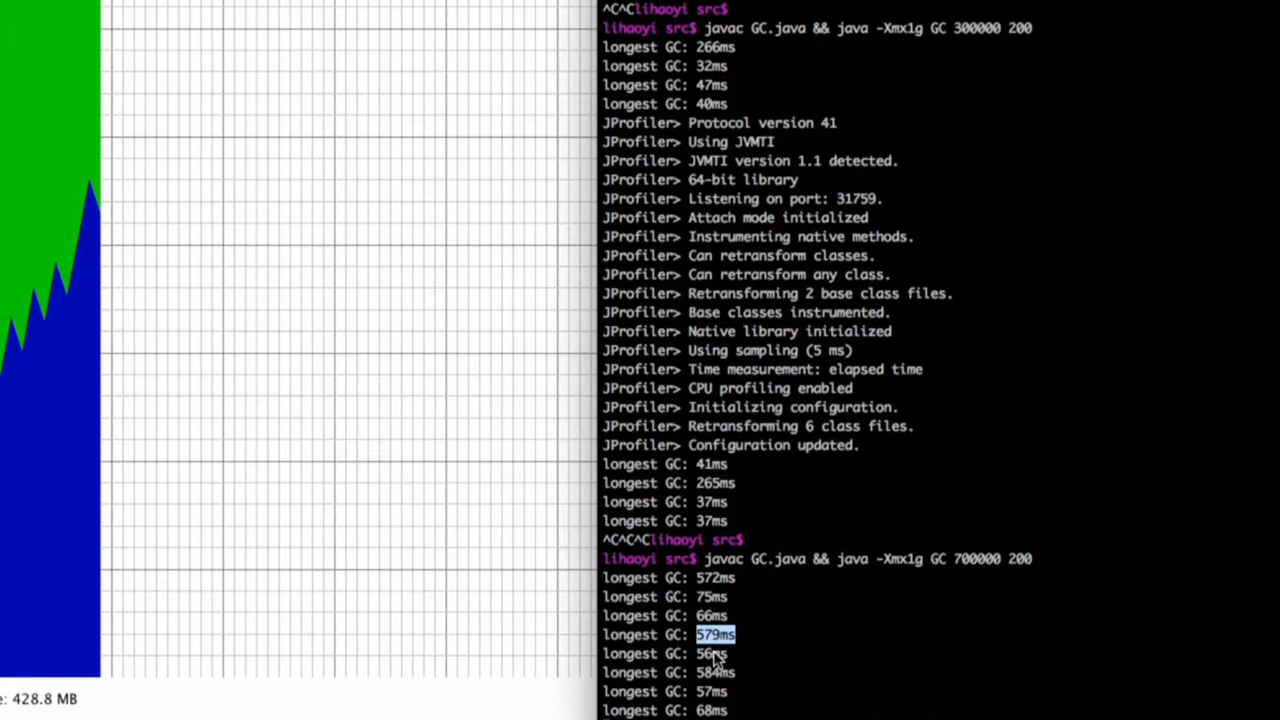 ^C^Clihaoyi src$
lihaoyi src$ javac GC.java && java -Xmx1g GC 300000 200
longest GC: 266ms
longest GC: 32ms
longest GC: 47ms
longest GC: 40ms
JProfiler> Protocol version 41
JProfiler> Using JVMTI
JProfiler> JVMTI version 1.1 detected.
JProfiler> 64-bit library
JProfiler> Listening on port: 31759.
JProfiler> Attach mode initialized
JProfiler> Instrumenting native methods.
JProfiler> Can retransform classes.
JProfiler> Can retransform any class.
JProfiler> Retransforming 2 base class files.
JProfiler> Base classes instrumented.
JProfiler> Native library initialized
JProfiler> Using sampling (5 ms)
JProfiler> Time measurement: elapsed time
JProfiler> CPU profiling enabled
JProfiler> Initializing configuration.
JProfiler> Retransforming 6 class files.
JProfiler> Configuration updated.
longest GC: 41ms
longest GC: 265ms
longest GC: 37ms
longest GC: 37ms
^C^C^C^Clihaoyi src$
lihaoyi src$ javac GC.java && java -Xmx1g GC 700000 200
longest GC: 572ms
longest GC: 75ms
longest GC: 66ms
longest GC: 579ms
longest GC: 56ms
longest GC: 584ms
longest GC: 57ms
longest GC: 68ms
e: 428.8 MB